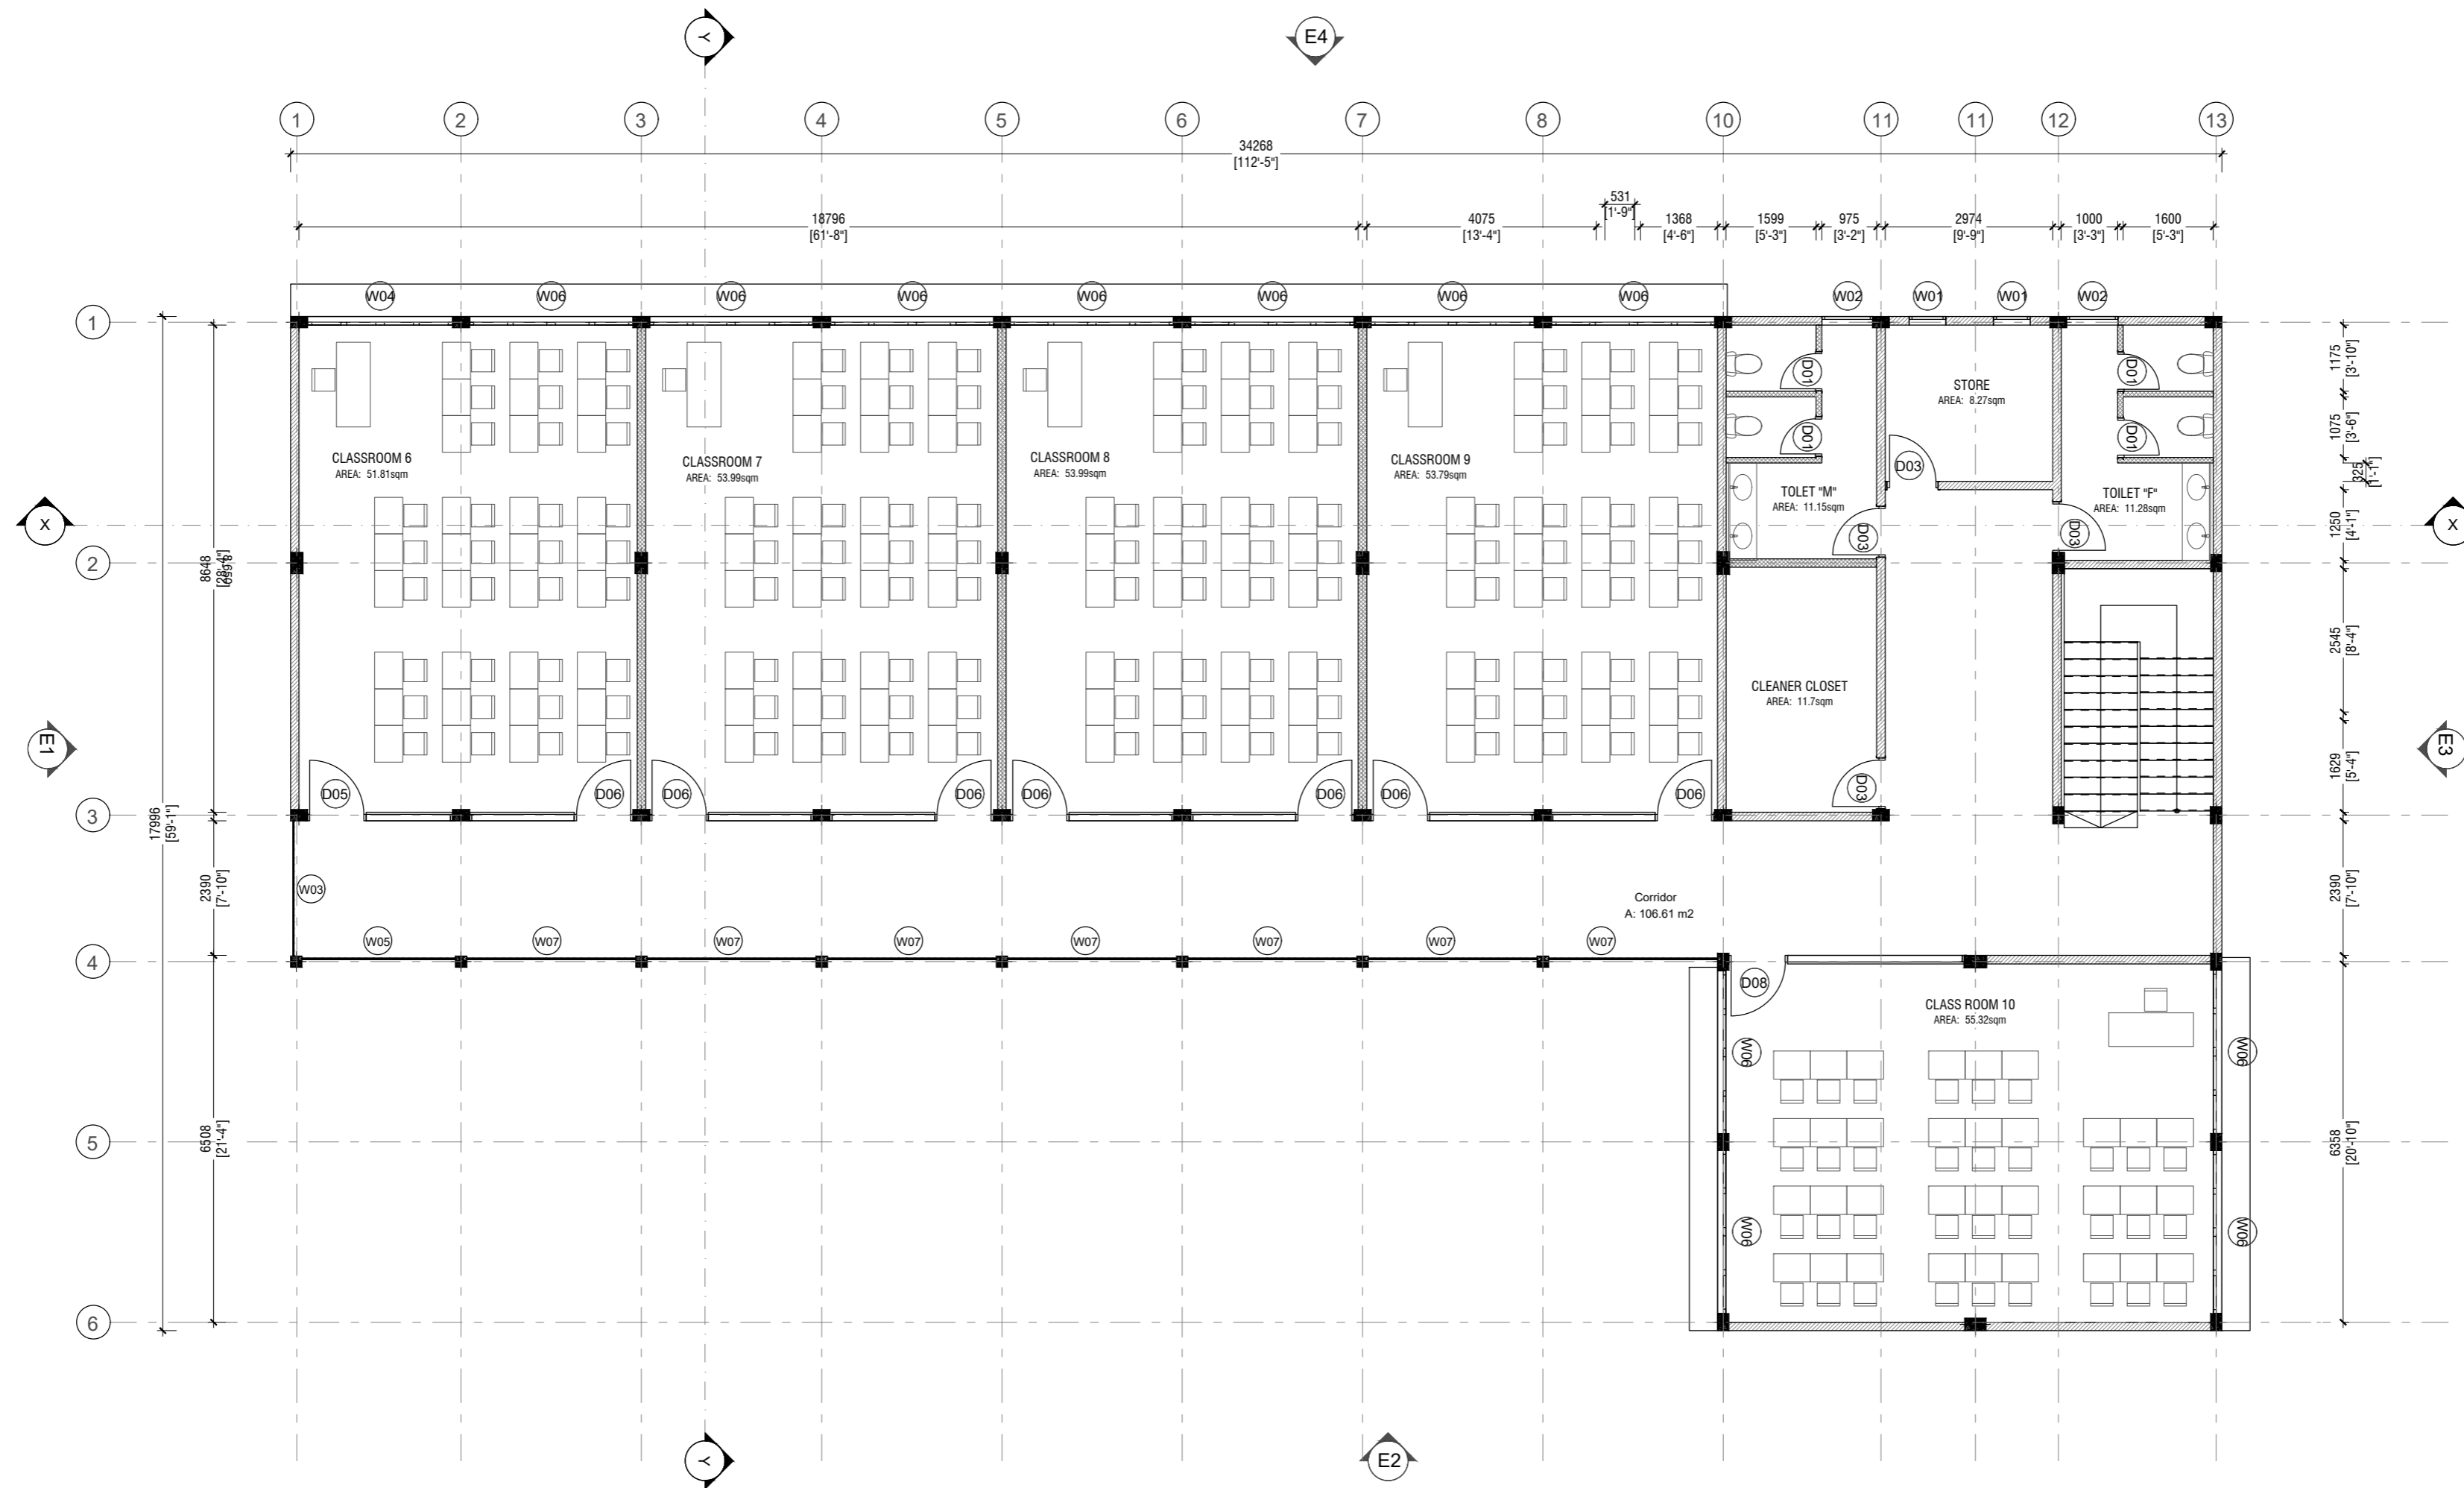 Y
E4
1
2
3
4
5
6
7
8
10
11
11
12
13
34268
[112'-5"]
531
[1'-9"]
18796
[61'-8"]
4075
[13'-4"]
1368
[4'-6"]
1599
[5'-3"]
975
[3'-2"]
2974
[9'-9"]
1000
[3'-3"]
1600
[5'-3"]
W04
W06
W06
W06
W06
W06
W06
W06
W02
W01
W01
W02
1
1175
[3'-10"]
D01
D01
STORE
AREA: 8.27sqm
CLASSROOM 6
AREA: 51.81sqm
CLASSROOM 7
AREA: 53.99sqm
CLASSROOM 8
AREA: 53.99sqm
CLASSROOM 9
AREA: 53.79sqm
D01
D01
1075
[3'-6"]
D03
325
[1'-1"]
TOLET "M"
AREA: 11.15sqm
TOILET "F"
AREA: 11.28sqm
X
X
D03
D03
1250
[4'-1"]
2
8648
[28'-4"]
2545
[8'-4"]
CLEANER CLOSET
AREA: 11.7sqm
E1
E3
1629
[5'-4"]
D05
D06
D06
D06
D06
D06
D06
D06
D03
3
17996
[59'-1"]
2390
[7'-10"]
W03
Corridor
A: 106.61 m2
2390
[7'-10"]
W05
W07
W07
W07
W07
W07
W07
W07
4
D08
CLASS ROOM 10
AREA: 55.32sqm
W06
W06
5
6508
[21'-4"]
6358
[20'-10"]
W06
W06
6
Y
E2